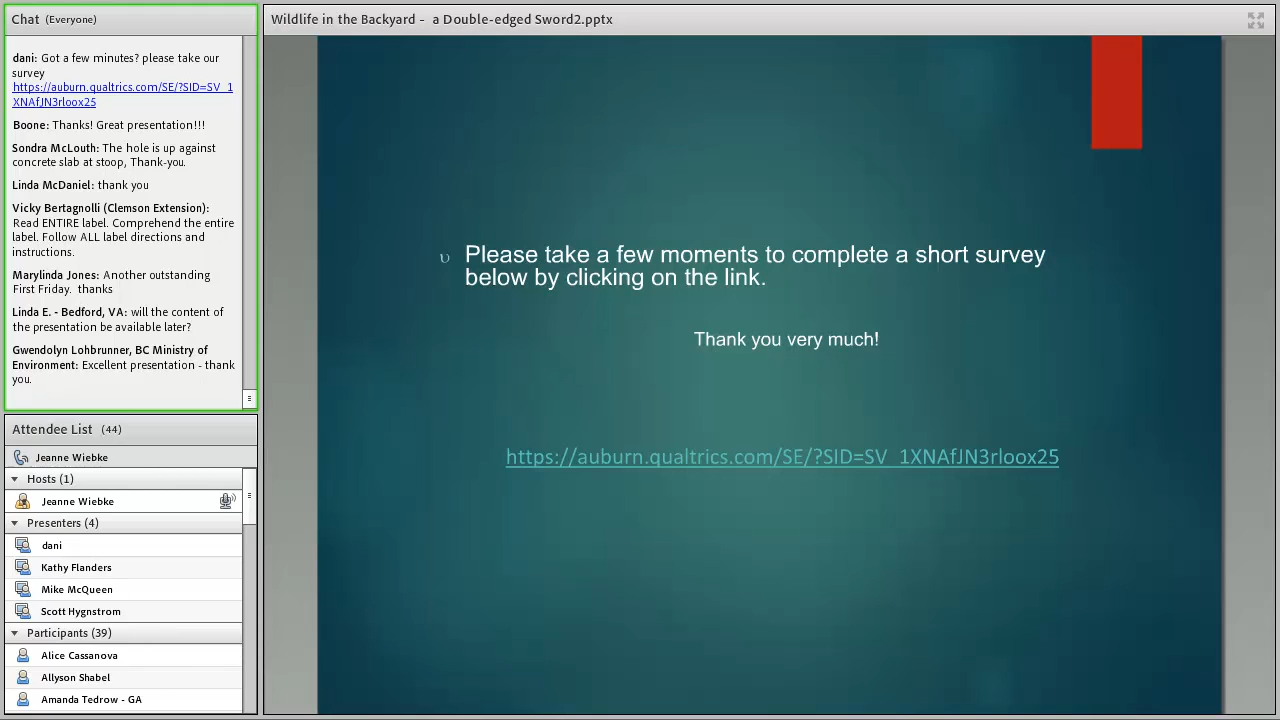 Chat (Everyone)
dani: Got a few minutes? please take our
survey
https://auburn.qualtrics.com/SE/?SID=SV_1
XNAfJN3rloox25
Boone: Thanks! Great presentation!!!
Sondra McLouth: The hole is up against
concrete slab at stoop, Thank-you.
Linda McDaniel: thank you
Vicky Bertagnolli (Clemson Extension):
Read ENTIRE label. Comprehend the entire
label. Follow ALL label directions and
instructions.
Marylinda Jones: Another outstanding
First Friday. thanks
Linda E. - Bedford, VA: will the content of
the presentation be available later?
Gwendolyn Lohbrunner, BC Ministry of
Environment: Excellent presentation - thank
you.
Attendee List (44)
Jeanne Wiebke
Hosts (1)
Jeanne Wiebke
Presenters (4)
dani
Kathy Flanders
Mike McQueen
Scott Hygnstrom
Participants (39)
Alice Cassanova
Allyson Shabel
Amanda Tedrow - GA
Wildlife in the Backyard - a Double-edged Sword2.pptx
υ Please take a few moments to complete a short survey
below by clicking on the link.
Thank you very much!
https://auburn.qualtrics.com/SE/?SID=SV_1XNAfJN3rloox25